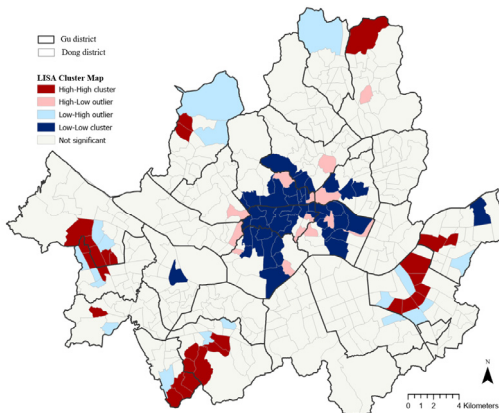 Gu district
Dong district
LISA Cluster Map
High-High cluster
High-Low outlier
Low-High outlier
Low-Low cluster
Not significant
N
0 1 2 4 Kilometers